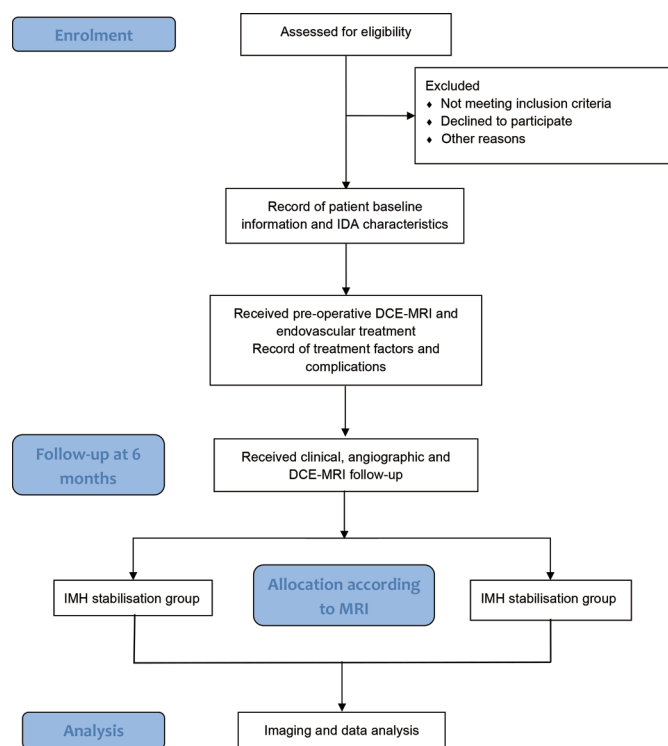 Enrolment
Assessed for eligibility
Excluded
♦ Not meeting inclusion criteria
♦ Declined to participate
♦ Other reasons
Record of patient baseline
information and IDA characteristics
Received pre-operative DCE-MRI and
endovascular treatment
Record of treatment factors and
complications
Follow-up at 6
months
Received clinical, angiographic and
DCE-MRI follow-up
IMH stabilisation group
Allocation according
to MRI
IMH stabilisation group
Analysis
Imaging and data analysis